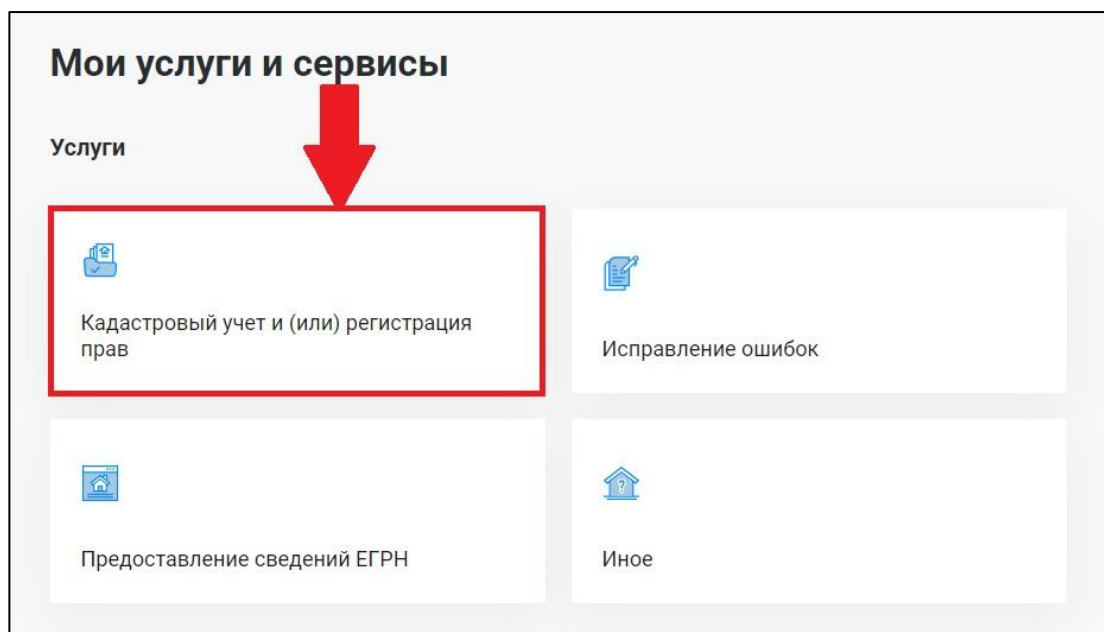 Мои услуги и сервисы
Услуги
Кадастровый учет и (или) регистрация
прав
Исправление ошибок
Предоставление сведений ЕГРН
Иное